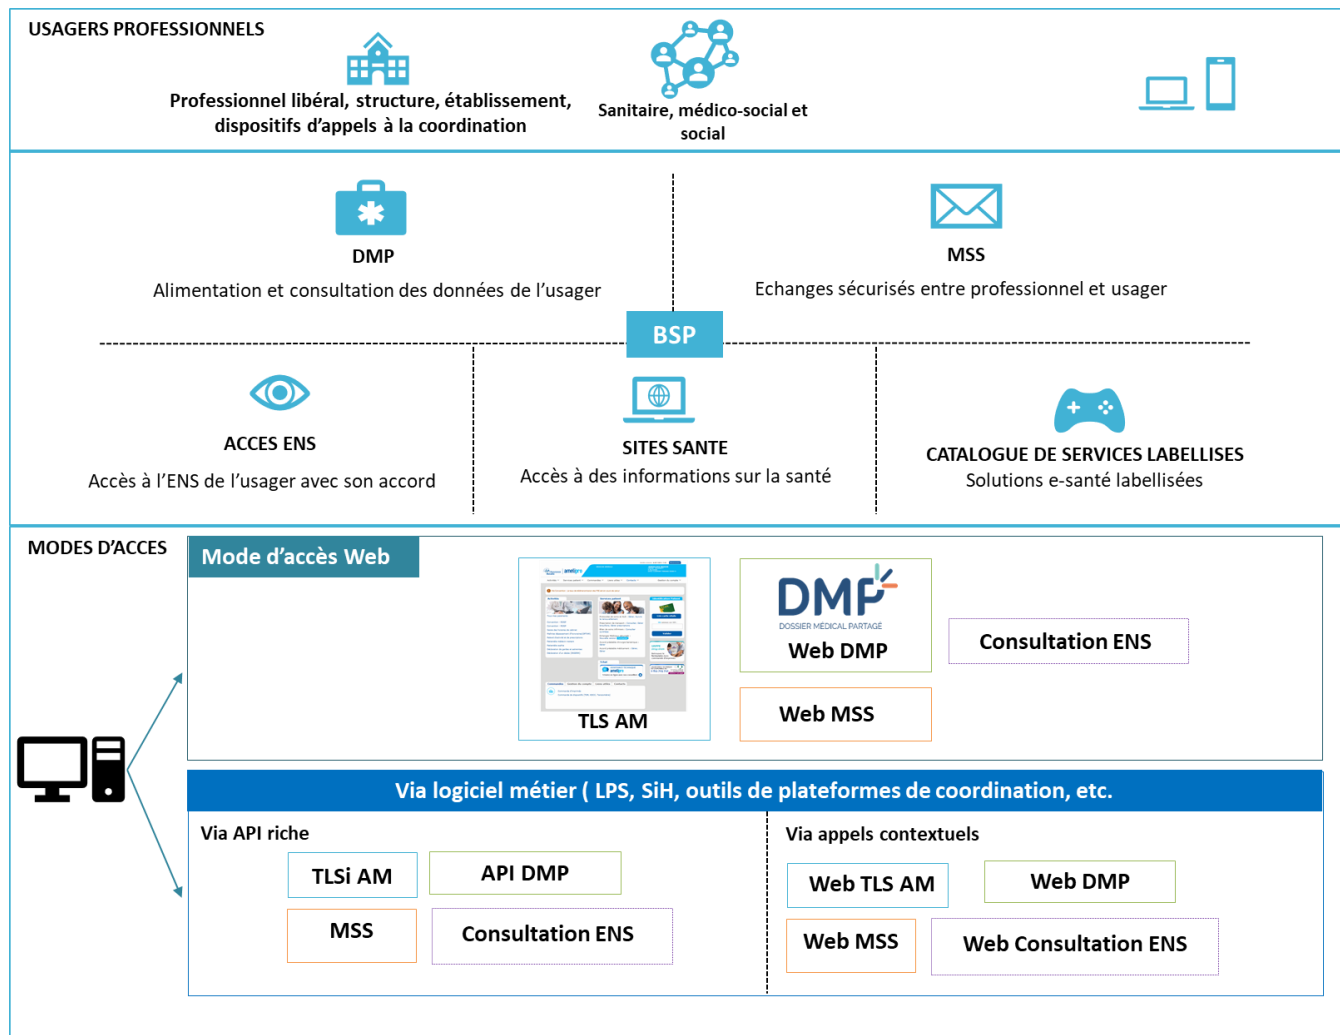 USAGERS PROFESSIONNELS
Professionnel libéral, structure, établissement,
dispositifs d'appels à la coordination
Sanitaire, médico-social et
social
DMP
Alimentation et consultation des données de l'usager
MSS
Echanges sécurisés entre professionnel et usager
BSP
ACCES ENS
Accès à l'ENS de l'usager avec son accord
SITES SANTE
Accès à des informations sur la santé
CATALOGUE DE SERVICES LABELLISES
Solutions e-santé labellisées
MODES D'ACCES
Mode d'accès Web
TLS AM
DMP
DOSSIER MÉDICAL PARTAGÉ
Web DMP
Consultation ENS
Web MSS
Via logiciel métier ( LPS, SiH, outils de plateformes de coordination, etc.
Via API riche
TLSi AM
API DMP
MSS
Consultation ENS
Via appels contextuels
Web TLS AM
Web DMP
Web MSS
Web Consultation ENS